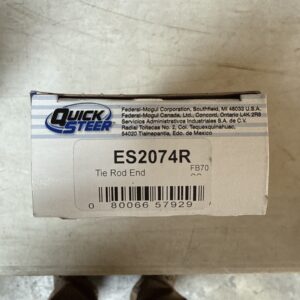 QUICK
STEER
Federal-Mogul Corporation, Southfield, MI 48033 U.S.A.
Federal-Mogul Canada, Ltd., Concord, Ontario L4K 2R8
Servicios Administrativos Industriales S.A. de C.V.
Radial Toltecas No. 2, Col. Tequexquinahuac,
54020 Tlalnepantla, Edo. de Mexico
ES2074R
Tie Rod End
FB70
0 80066 57929